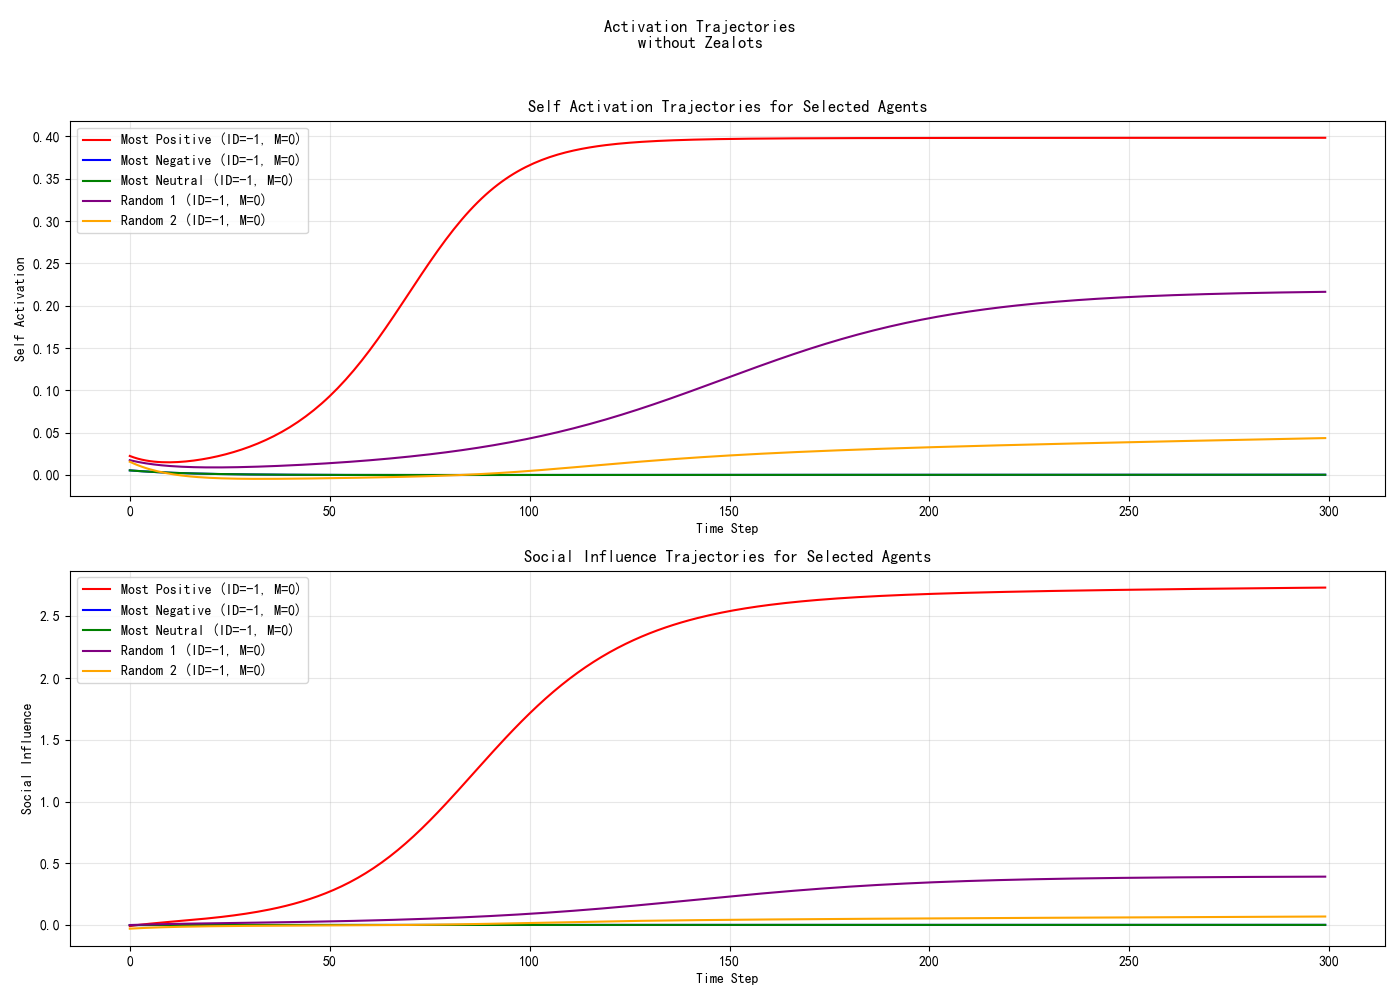 Activation Trajectories
without Zealots
Self Activation Trajectories for Selected Agents
Self Activation
0.40
0.35
0.30
0.25
0.20
0.15
0.10
0.05
0.00
Most Positive (ID=-1, M=0)
Most Negative (ID=-1, M=0)
Most Neutral (ID=-1, M=0)
Random 1 (ID=-1, M=0)
Random 2 (ID=-1, M=0)
0 50 100 150 200 250 300
Time Step
Social Influence Trajectories for Selected Agents
Social Influence
2.5
2.0
1.5
1.0
0.5
0.0
Most Positive (ID=-1, M=0)
Most Negative (ID=-1, M=0)
Most Neutral (ID=-1, M=0)
Random 1 (ID=-1, M=0)
Random 2 (ID=-1, M=0)
0 50 100 150 200 250 300
Time Step